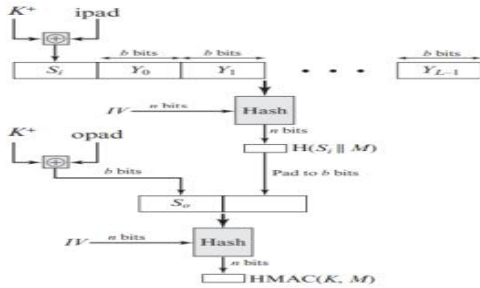 K+ ipad
b bits b bits b bits
Si Y0 Y1 • • • YL-1
IV n bits Hash
n bits
K+ opad
H(Si || M)
b bits Pad to b bits
So
IV n bits Hash
n bits
HMAC(K, M)